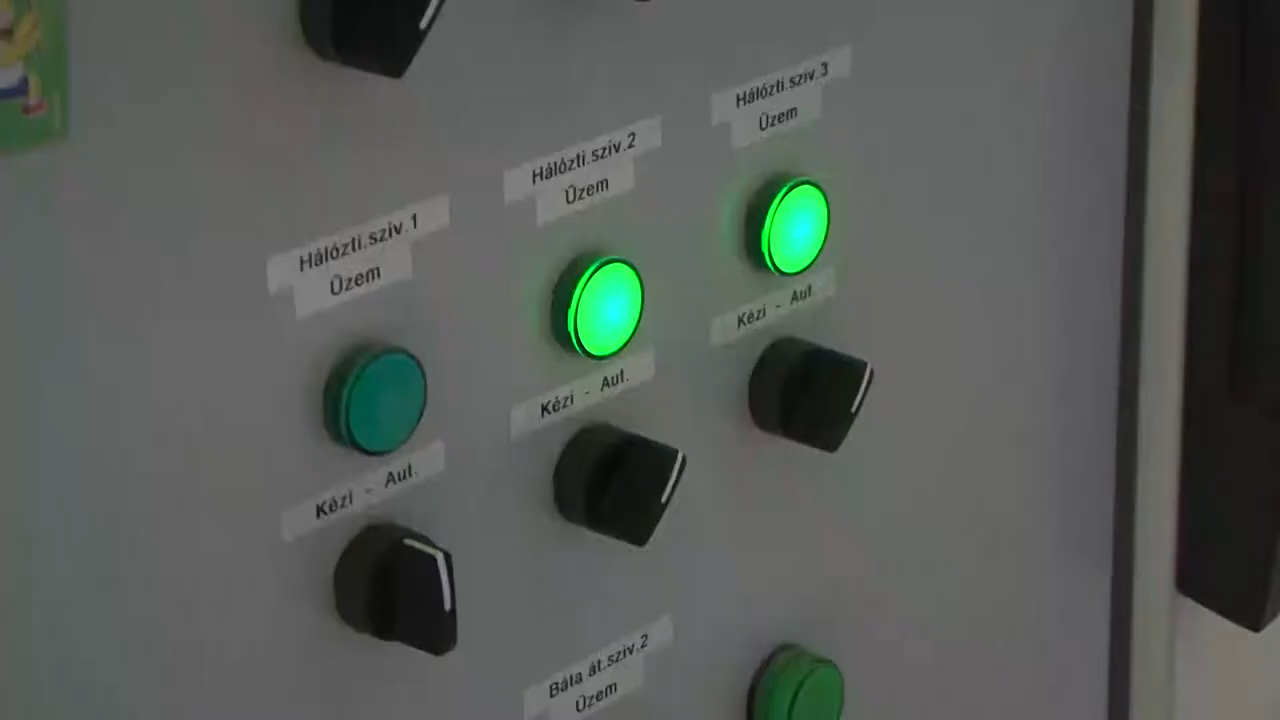 Hálózti.szív.1
Üzem
Kézi - Aut.
Hálózti.szív.2
Üzem
Kézi - Aut.
Hálózti.szív.3
Üzem
Kézi - Aut.
Báta át.szív.2
Üzem